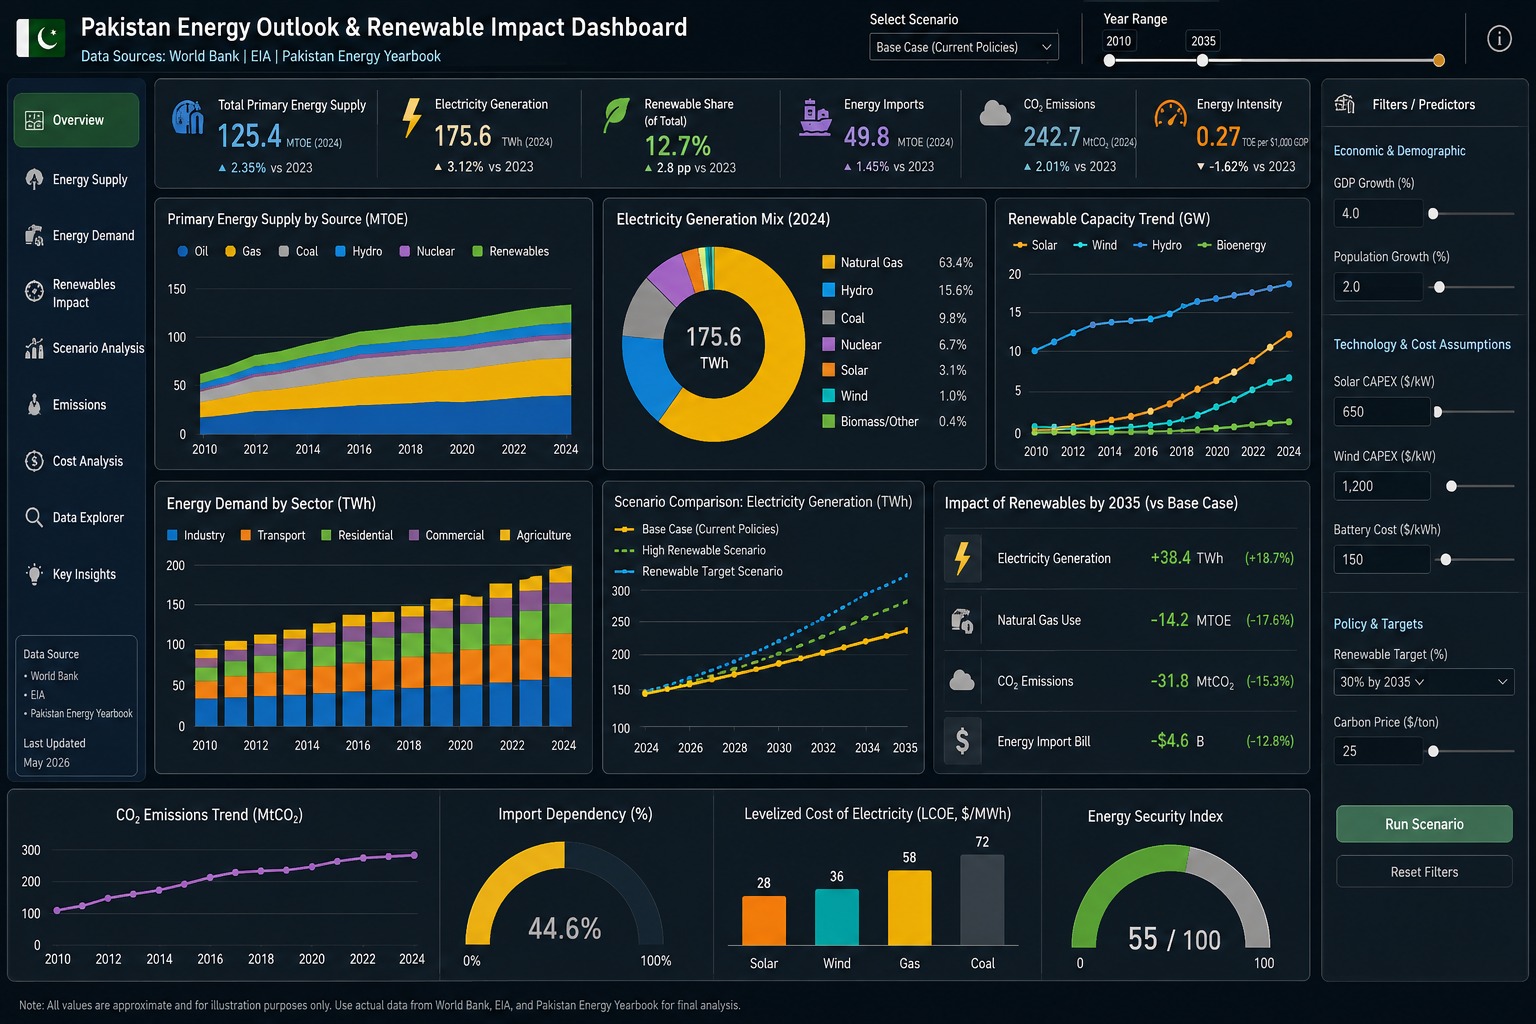 Pakistan Energy Outlook & Renewable Impact Dashboard
Data Sources: World Bank | EIA | Pakistan Energy Yearbook
Select Scenario
Base Case (Current Policies)
Year Range
2010
2035
Overview
Energy Supply
Energy Demand
Renewables
Impact
Scenario Analysis
Emissions
Cost Analysis
Data Explorer
Key Insights
Data Source
• World Bank
• EIA
• Pakistan Energy Yearbook
Last Updated
May 2026
Total Primary Energy Supply
125.4 MTOE (2024)
▲ 2.35% vs 2023
Electricity Generation
175.6 TWh (2024)
▲ 3.12% vs 2023
Renewable Share
(of Total)
12.7%
▲ 2.8 pp vs 2023
Energy Imports
49.8 MTOE (2024)
▲ 1.45% vs 2023
CO₂ Emissions
242.7 MtCO₂ (2024)
▲ 2.01% vs 2023
Energy Intensity
0.27 TOE per $1,000 GDP
▼ -1.62% vs 2023
Primary Energy Supply by Source (MTOE)
Oil Gas Coal Hydro Nuclear Renewables
150
100
50
0
2010 2012 2014 2016 2018 2020 2022 2024
Electricity Generation Mix (2024)
175.6
TWh
Natural Gas 63.4%
Hydro 15.6%
Coal 9.8%
Nuclear 6.7%
Solar 3.1%
Wind 1.0%
Biomass/Other 0.4%
Renewable Capacity Trend (GW)
Solar Wind Hydro Bioenergy
20
15
10
5
0
2010 2012 2014 2016 2018 2020 2022 2024
Energy Demand by Sector (TWh)
Industry Transport Residential Commercial Agriculture
200
150
100
50
0
2010 2012 2014 2016 2018 2020 2022 2024
Scenario Comparison: Electricity Generation (TWh)
Base Case (Current Policies)
High Renewable Scenario
Renewable Target Scenario
300
250
200
150
100
2024 2026 2028 2030 2032 2034 2035
Impact of Renewables by 2035 (vs Base Case)
Electricity Generation +38.4 TWh (+18.7%)
Natural Gas Use -14.2 MTOE (-17.6%)
CO₂ Emissions -31.8 MtCO₂ (-15.3%)
$ Energy Import Bill -$4.6 B (-12.8%)
CO₂ Emissions Trend (MtCO₂)
300
200
100
0
2010 2012 2014 2016 2018 2020 2022 2024
Import Dependency (%)
44.6%
0% 100%
Levelized Cost of Electricity (LCOE, $/MWh)
28 36 58 72
Solar Wind Gas Coal
Energy Security Index
55 / 100
0 100
Filters / Predictors
Economic & Demographic
GDP Growth (%)
4.0
Population Growth (%)
2.0
Technology & Cost Assumptions
Solar CAPEX ($/kW)
650
Wind CAPEX ($/kW)
1,200
Battery Cost ($/kWh)
150
Policy & Targets
Renewable Target (%)
30% by 2035
Carbon Price ($/ton)
25
Run Scenario
Reset Filters
Note: All values are approximate and for illustration purposes only. Use actual data from World Bank, EIA, and Pakistan Energy Yearbook for final analysis.